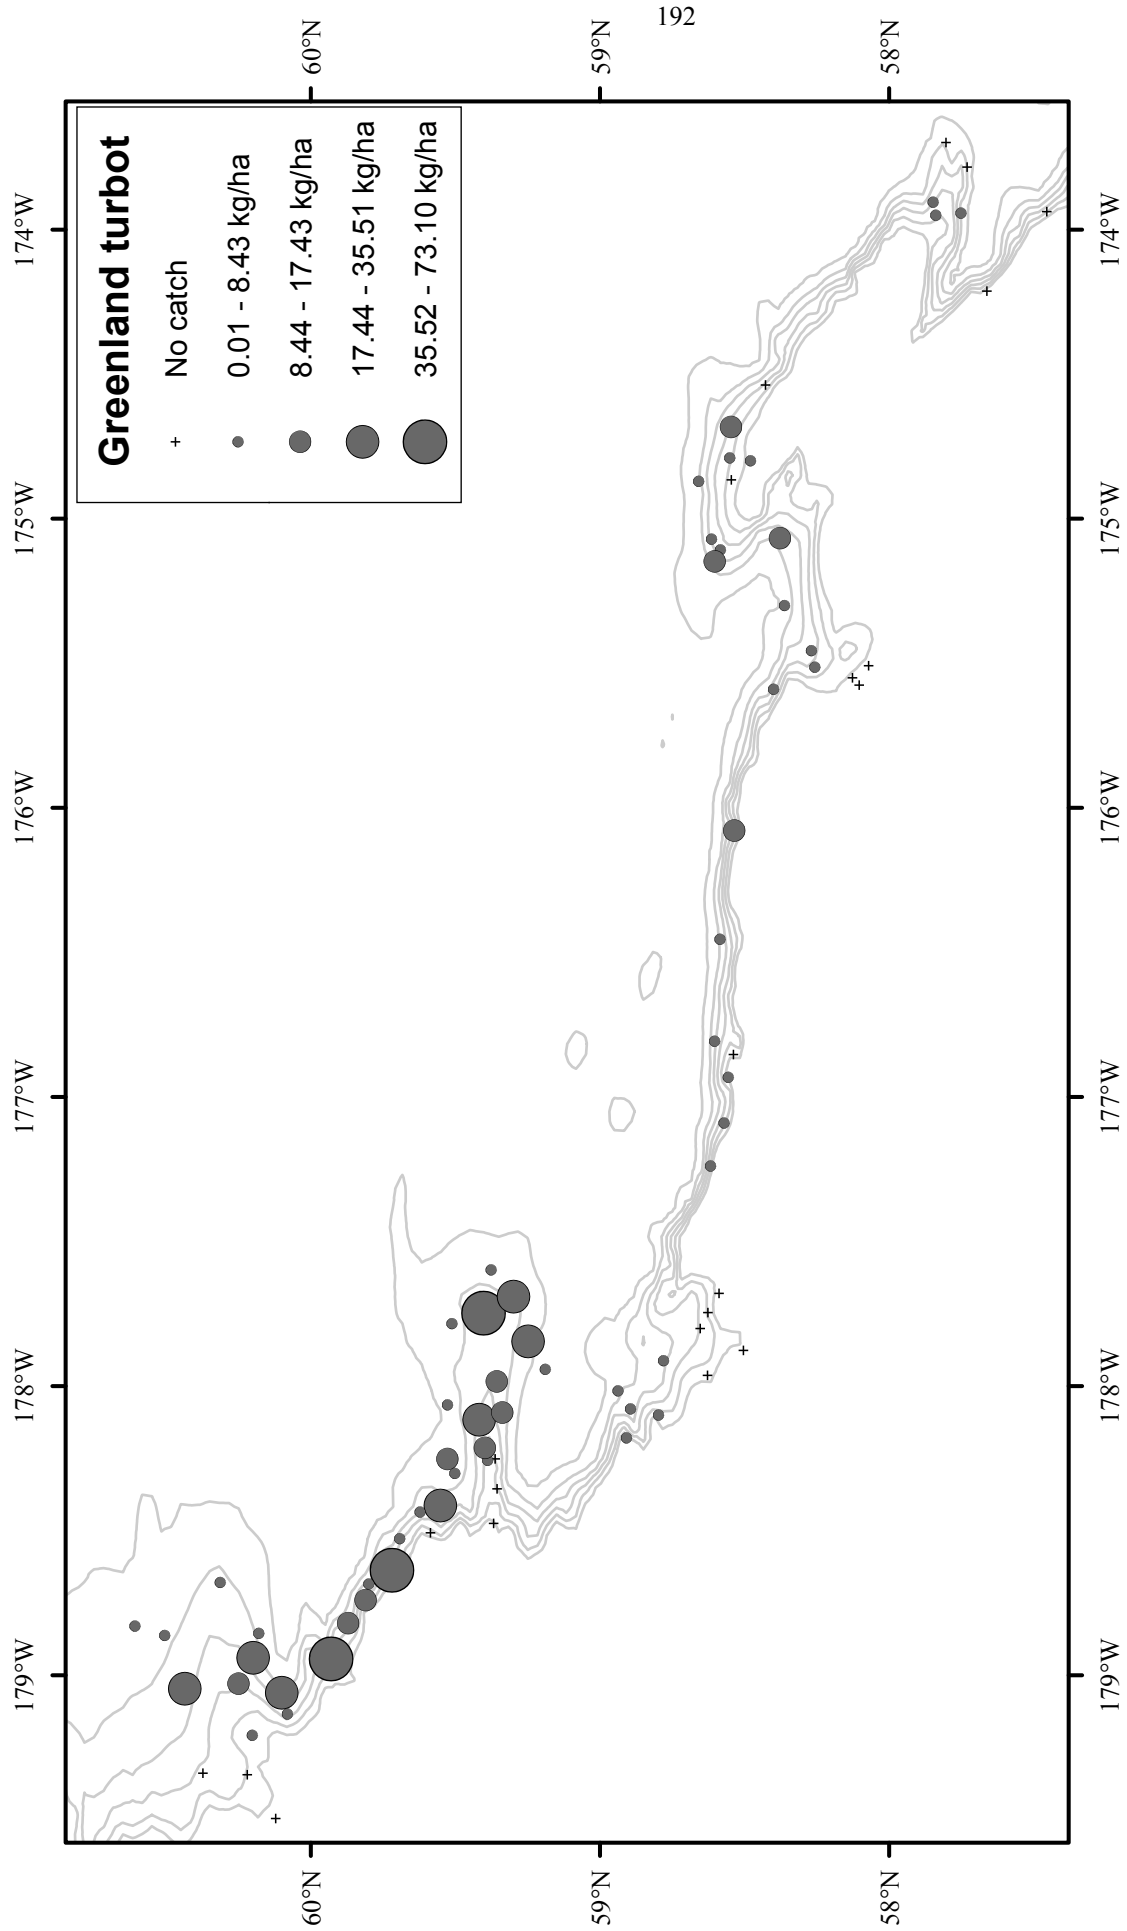 192
179°W
178°W
177°W
176°W
175°W
174°W
Greenland turbot
No catch
0.01 - 8.43 kg/ha
8.44 - 17.43 kg/ha
17.44 - 35.51 kg/ha
35.52 - 73.10 kg/ha
60°N
60°N
59°N
59°N
58°N
58°N
179°W
178°W
177°W
176°W
175°W
174°W